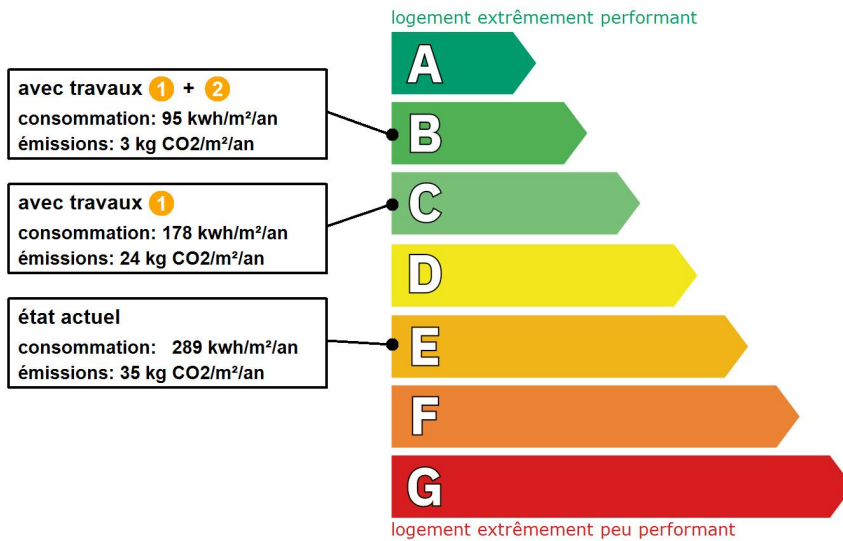 logement extrêmement performant
A
avec travaux 1 + 2
consommation: 95 kwh/m²/an
émissions: 3 kg CO2/m²/an
B
avec travaux 1
consommation: 178 kwh/m²/an
émissions: 24 kg CO2/m²/an
C
D
état actuel
consommation: 289 kwh/m²/an
émissions: 35 kg CO2/m²/an
E
F
G
logement extrêmement peu performant